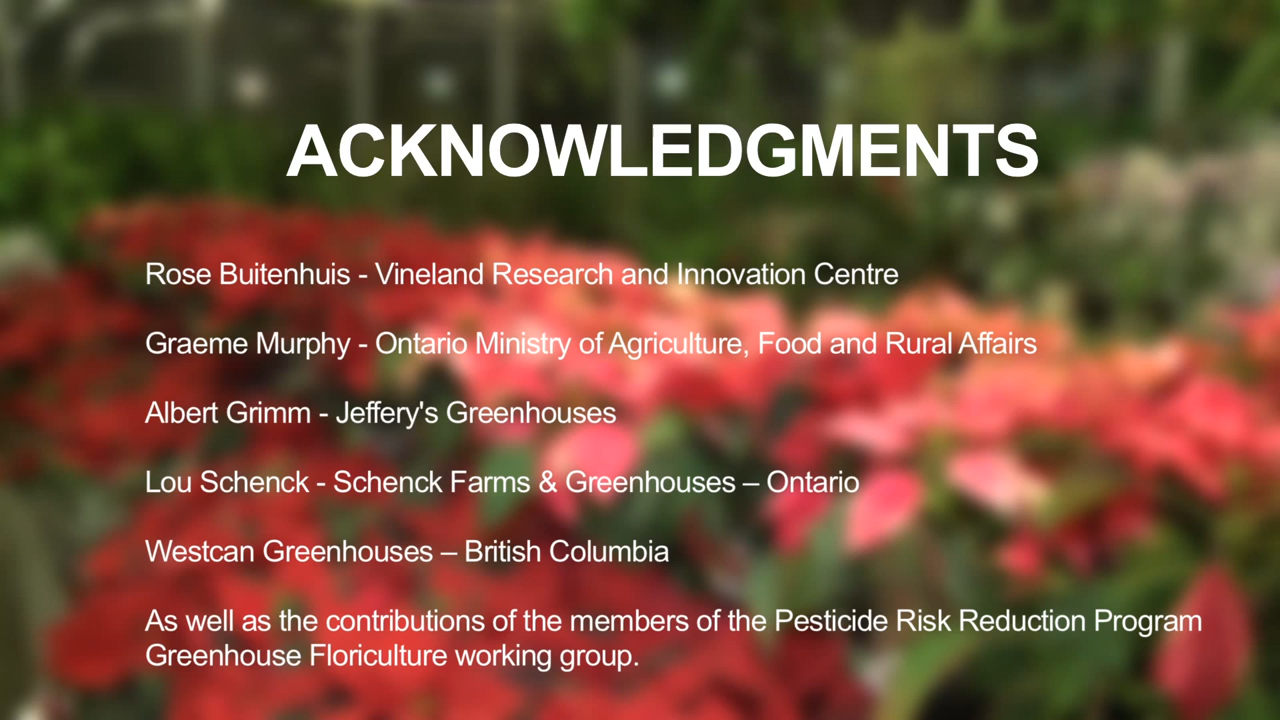 ACKNOWLEDGMENTS
Rose Buitenhuis - Vineland Research and Innovation Centre
Graeme Murphy - Ontario Ministry of Agriculture, Food and Rural Affairs
Albert Grimm - Jeffery's Greenhouses
Lou Schenck - Schenck Farms & Greenhouses – Ontario
Westcan Greenhouses – British Columbia
As well as the contributions of the members of the Pesticide Risk Reduction Program
Greenhouse Floriculture working group.